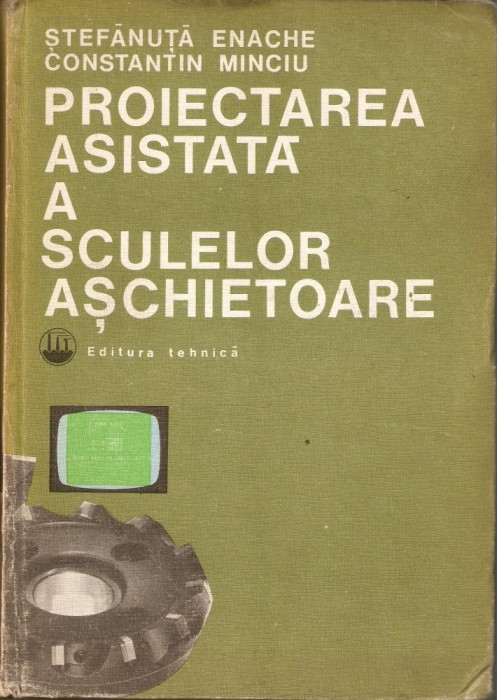 ȘTEFĂNUȚĂ ENACHE
CONSTANTIN MINCIU
PROIECTAREA
ASISTATĂ
A
SCULELOR
AȘCHIETOARE
Editura tehnică